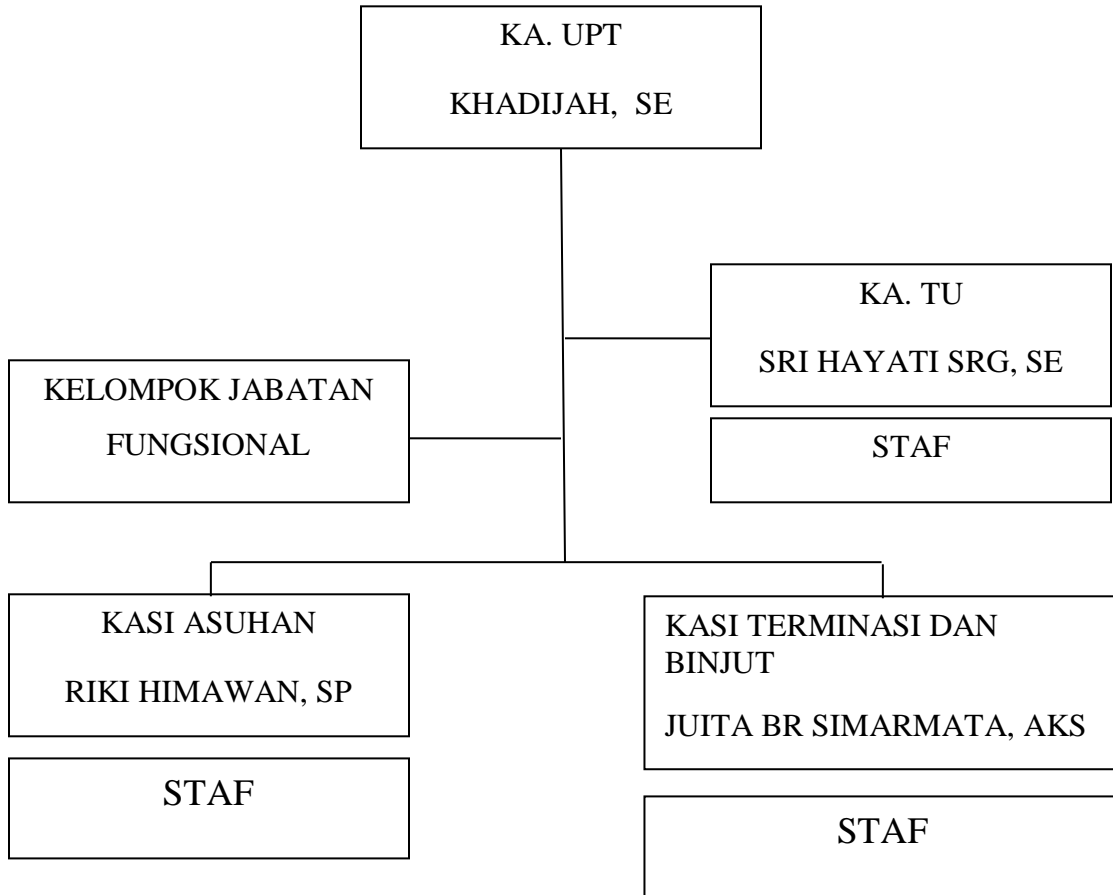 KA. UPT
KHADIJAH, SE
KA. TU
SRI HAYATI SRG, SE
STAF
KELOMPOK JABATAN
FUNGSIONAL
KASI ASUHAN
RIKI HIMAWAN, SP
STAF
KASI TERMINASI DAN
BINJUT
JUITA BR SIMARMATA, AKS
STAF